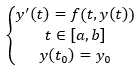 y′(t) = f(t, y(t))
t ∈ [a, b]
y(t₀) = y₀